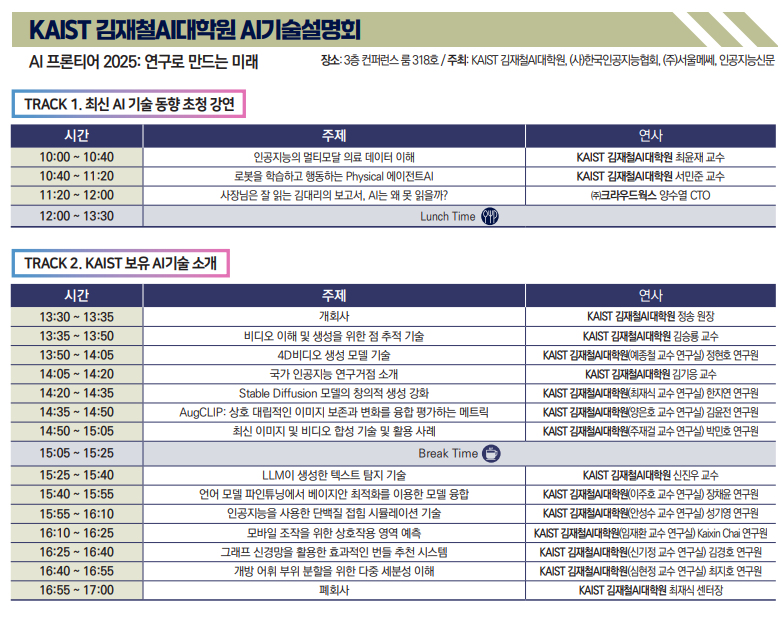 KAIST 김재철AI대학원 AI기술설명회
AI 프론티어 2025: 연구로 만드는 미래
장소: 3층 컨퍼런스 룸 318호 / 주최: KAIST 김재철AI대학원, (사)한국인공지능협회, (주)서울메쎄, 인공지능신문
TRACK 1. 최신 AI 기술 동향 초청 강연
시간 주제 연사
10:00 ~ 10:40 인공지능의 멀티모달 의료 데이터 이해 KAIST 김재철AI대학원 최윤재 교수
10:40 ~ 11:20 로봇을 학습하고 행동하는 Physical 에이전트AI KAIST 김재철AI대학원 서민준 교수
11:20 ~ 12:00 사장님은 잘 읽는 김대리의 보고서, AI는 왜 못 읽을까? ㈜크라우드웍스 양수열 CTO
12:00 ~ 13:30 Lunch Time
TRACK 2. KAIST 보유 AI기술 소개
시간 주제 연사
13:30 ~ 13:35 개회사 KAIST 김재철AI대학원 정송 원장
13:35 ~ 13:50 비디오 이해 및 생성을 위한 점 추적 기술 KAIST 김재철AI대학원 김승룡 교수
13:50 ~ 14:05 4D비디오 생성 모델 기술 KAIST 김재철AI대학원(예종철 교수 연구실) 정현호 연구원
14:05 ~ 14:20 국가 인공지능 연구거점 소개 KAIST 김재철AI대학원 김기응 교수
14:20 ~ 14:35 Stable Diffusion 모델의 창의적 생성 강화 KAIST 김재철AI대학원(최재식 교수 연구실) 한지연 연구원
14:35 ~ 14:50 AugCLIP: 상호 대립적인 이미지 보존과 변화를 융합 평가하는 메트릭 KAIST 김재철AI대학원(양은호 교수 연구실) 김윤전 연구원
14:50 ~ 15:05 최신 이미지 및 비디오 합성 기술 및 활용 사례 KAIST 김재철AI대학원(주재걸 교수 연구실) 박민호 연구원
15:05 ~ 15:25 Break Time
15:25 ~ 15:40 LLM이 생성한 텍스트 탐지 기술 KAIST 김재철AI대학원 신진우 교수
15:40 ~ 15:55 언어 모델 파인튜닝에서 베이지안 최적화를 이용한 모델 융합 KAIST 김재철AI대학원(이주호 교수 연구실) 장채윤 연구원
15:55 ~ 16:10 인공지능을 사용한 단백질 접힘 시뮬레이션 기술 KAIST 김재철AI대학원(안성수 교수 연구실) 성기영 연구원
16:10 ~ 16:25 모바일 조작을 위한 상호작용 영역 예측 KAIST 김재철AI대학원(임재환 교수 연구실) Kaixin Chai 연구원
16:25 ~ 16:40 그래프 신경망을 활용한 효과적인 번들 추천 시스템 KAIST 김재철AI대학원(신기정 교수 연구실) 김경호 연구원
16:40 ~ 16:55 개방 어휘 부위 분할을 위한 다중 세분성 이해 KAIST 김재철AI대학원(심현정 교수 연구실) 최지호 연구원
16:55 ~ 17:00 폐회사 KAIST 김재철AI대학원 최재식 센터장